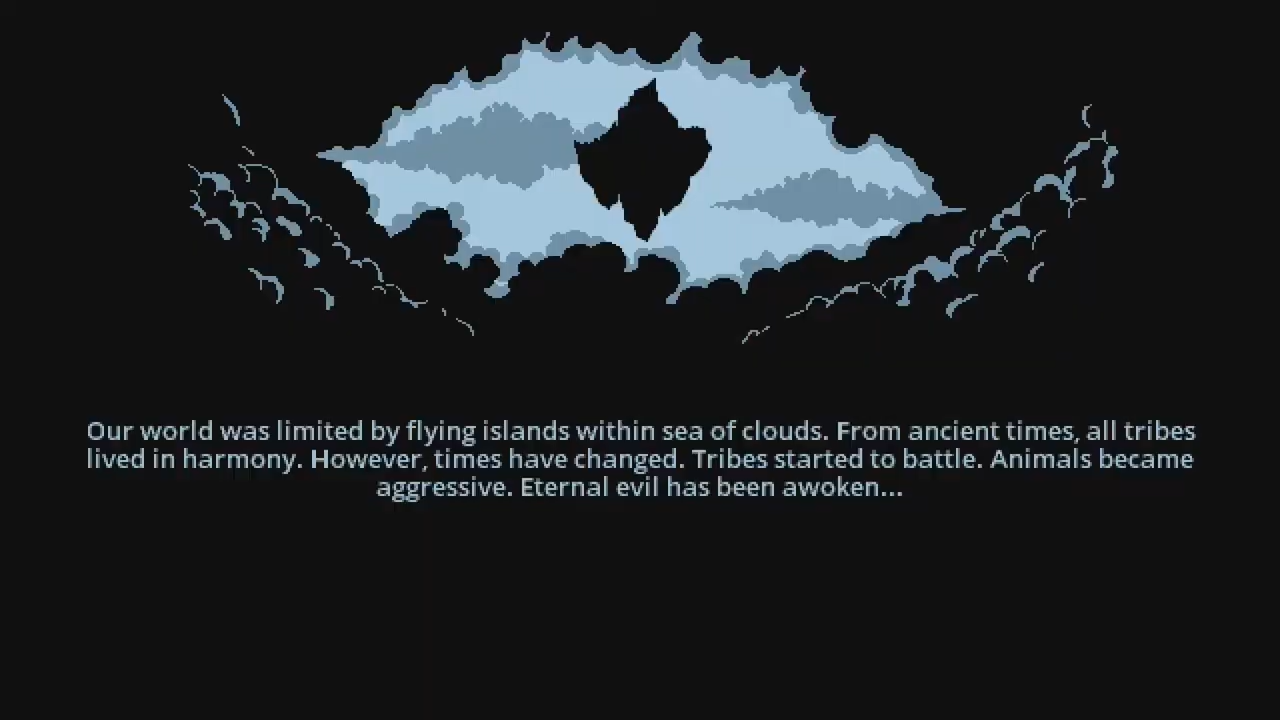 Our world was limited by flying islands within sea of clouds. From ancient times, all tribes
lived in harmony. However, times have changed. Tribes started to battle. Animals became
aggressive. Eternal evil has been awoken...